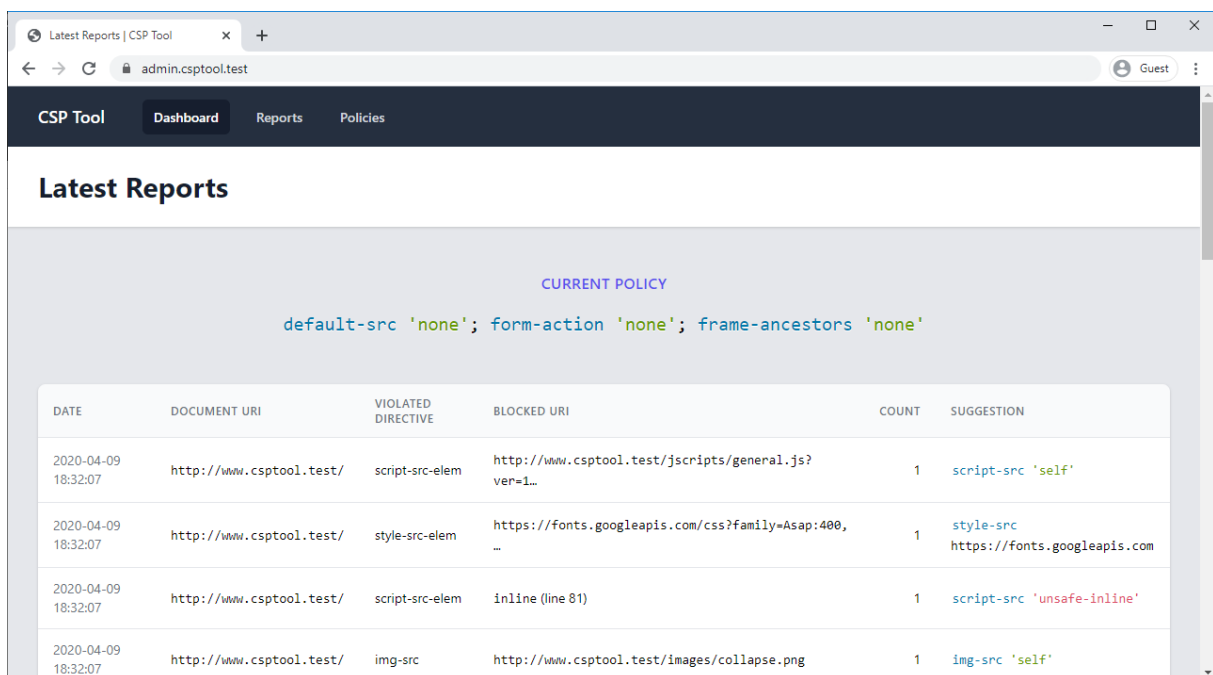 Latest Reports | CSP Tool
admin.csptool.test
Guest
CSP Tool Dashboard Reports Policies
Latest Reports
CURRENT POLICY
default-src 'none'; form-action 'none'; frame-ancestors 'none'
DATE DOCUMENT URI VIOLATED DIRECTIVE BLOCKED URI COUNT SUGGESTION
2020-04-09 18:32:07 http://www.csptool.test/ script-src-elem http://www.csptool.test/jscripts/general.js?ver=1… 1 script-src 'self'
2020-04-09 18:32:07 http://www.csptool.test/ style-src-elem https://fonts.googleapis.com/css?family=Asap:400,… 1 style-src https://fonts.googleapis.com
2020-04-09 18:32:07 http://www.csptool.test/ script-src-elem inline (line 81) 1 script-src 'unsafe-inline'
2020-04-09 18:32:07 http://www.csptool.test/ img-src http://www.csptool.test/images/collapse.png 1 img-src 'self'